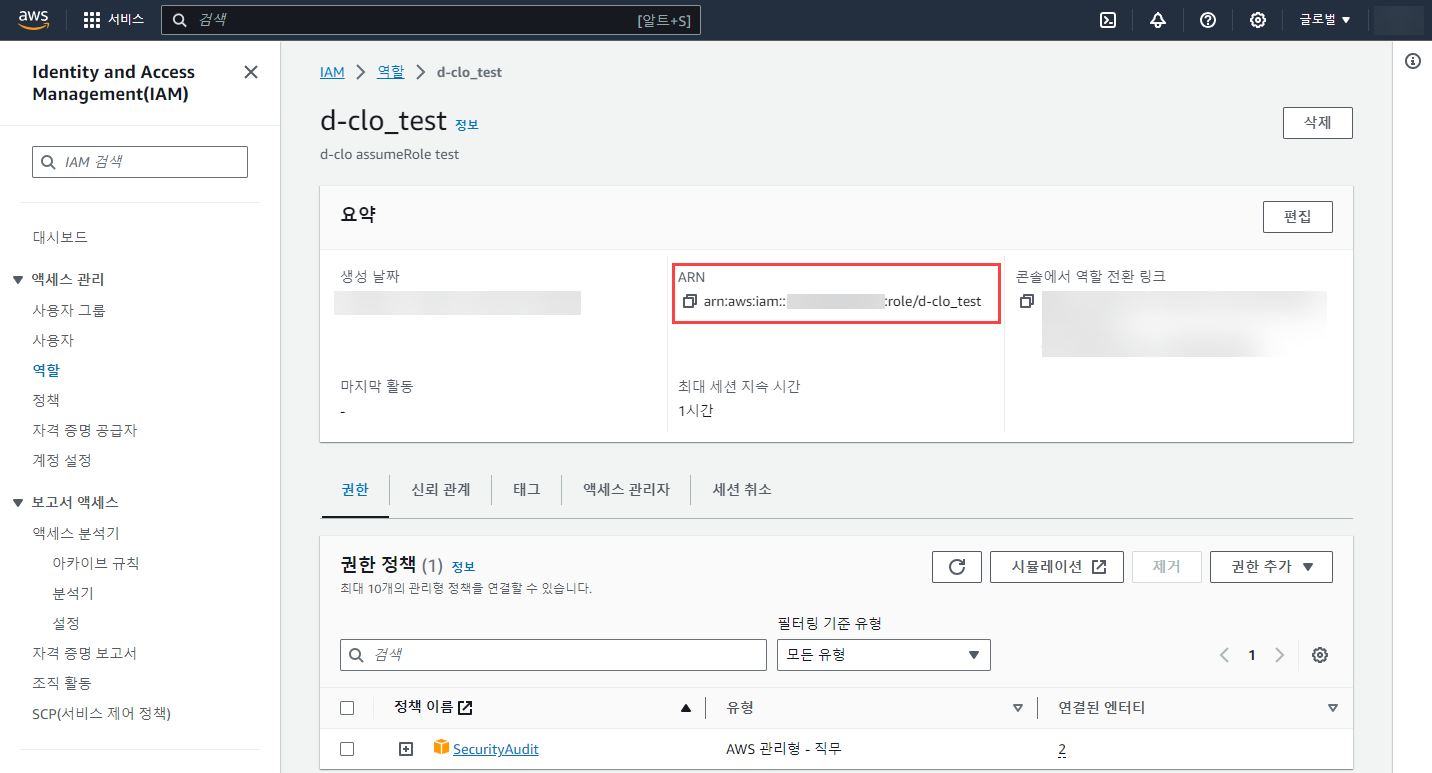 aws
서비스
검색
[알트+S]
글로벌
Identity and Access
Management(IAM)
IAM 검색
대시보드
액세스 관리
사용자 그룹
사용자
역할
정책
자격 증명 공급자
계정 설정
보고서 액세스
액세스 분석기
아카이브 규칙
분석기
설정
자격 증명 보고서
조직 활동
SCP(서비스 제어 정책)
IAM > 역할 > d-clo_test
d-clo_test 정보
삭제
d-clo assumeRole test
요약
편집
생성 날짜
ARN
arn:aws:iam::
:role/d-clo_test
콘솔에서 역할 전환 링크
마지막 활동
-
최대 세션 지속 시간
1시간
권한
신뢰 관계
태그
액세스 관리자
세션 취소
권한 정책 (1) 정보
최대 10개의 관리형 정책을 연결할 수 있습니다.
시뮬레이션
제거
권한 추가
필터링 기준 유형
검색
모든 유형
1
정책 이름
유형
연결된 엔터티
SecurityAudit
AWS 관리형 - 직무
2